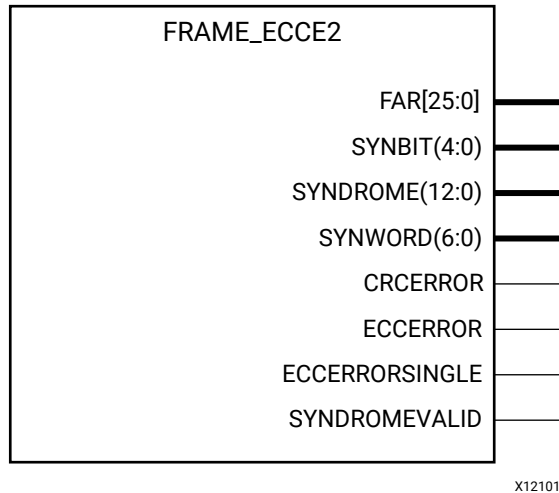 FRAME_ECCE2
FAR[25:0]
SYNBIT(4:0)
SYNDROME(12:0)
SYNWORD(6:0)
CRCERROR
ECCERROR
ECCERRORSINGLE
SYNDROMEVALID
X12101